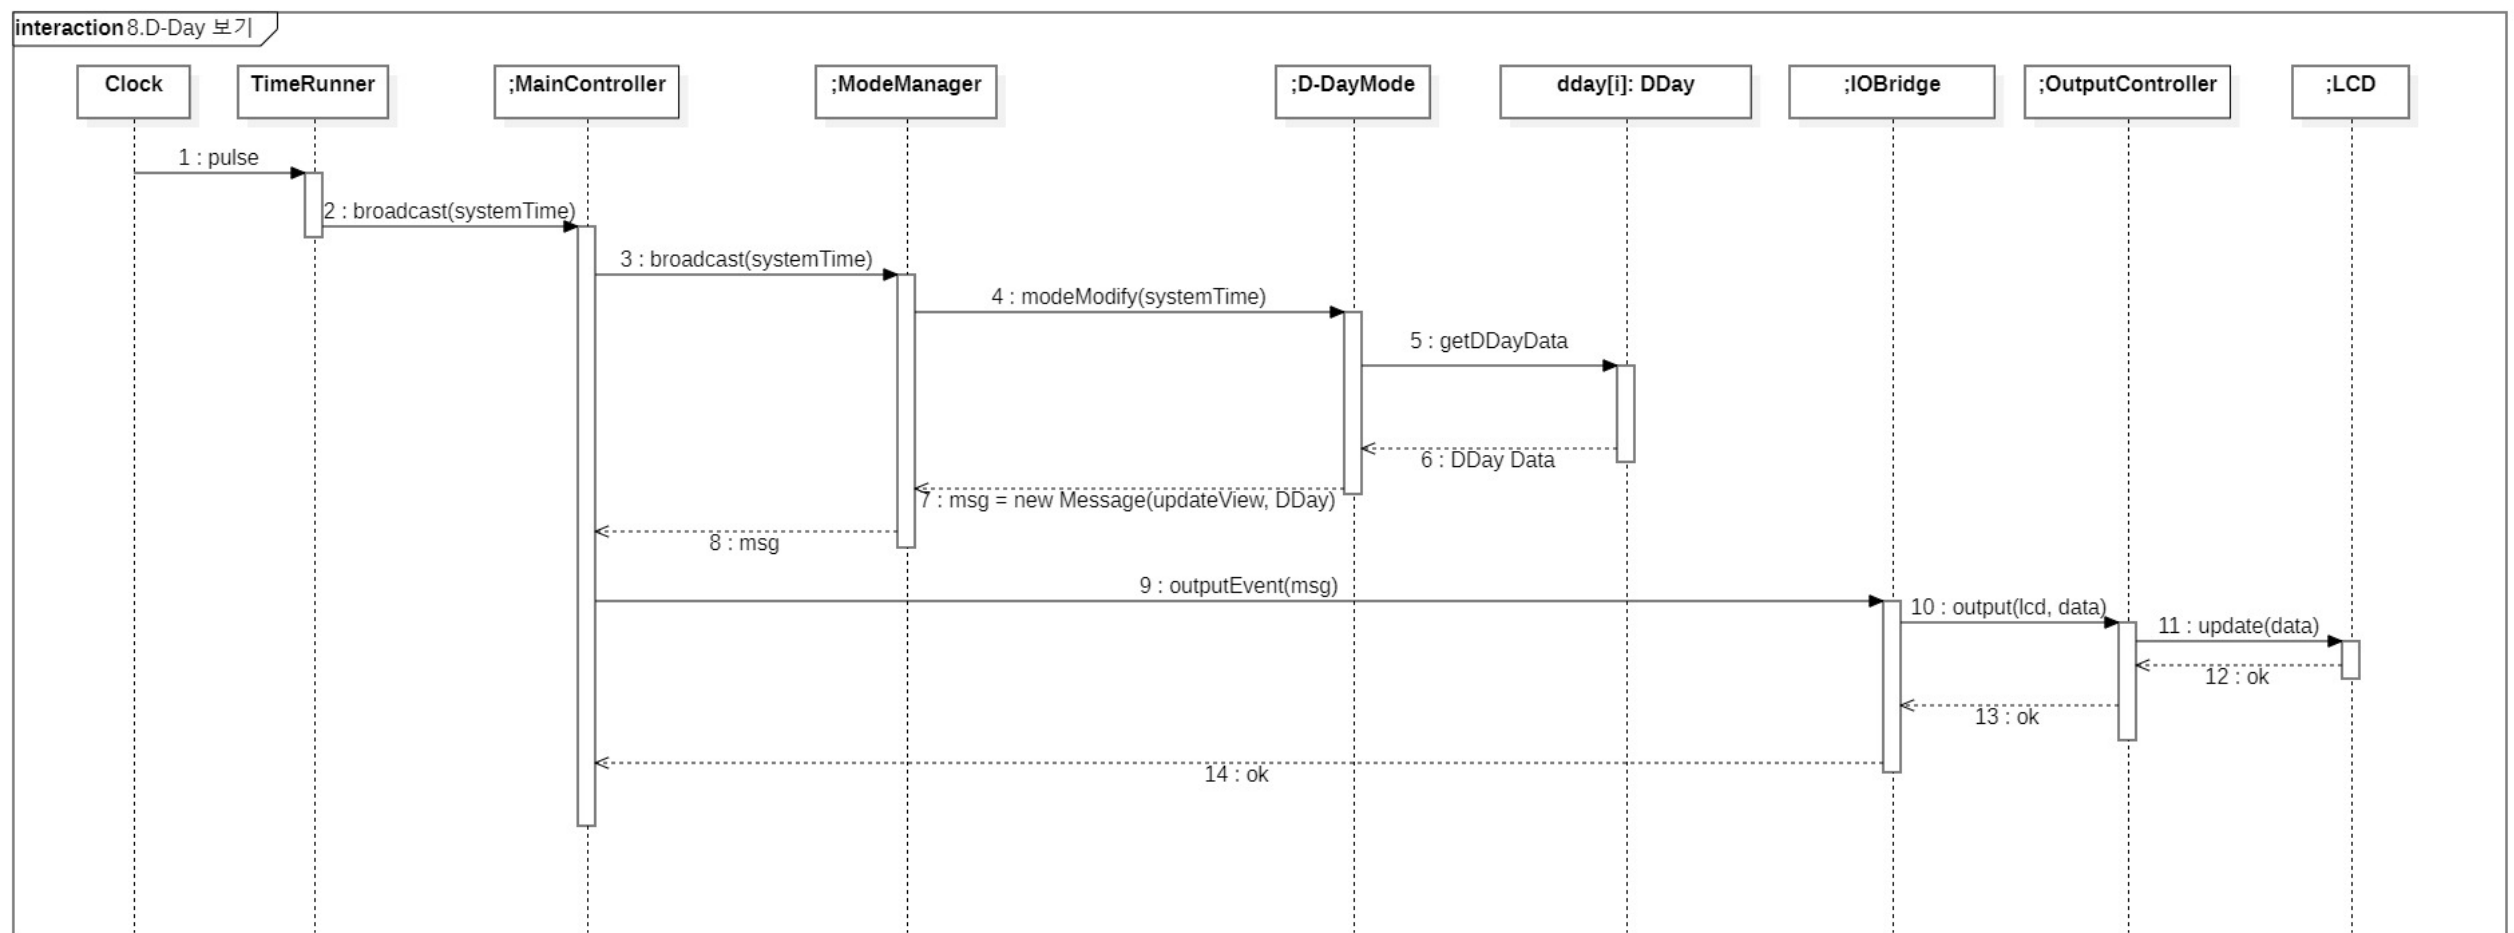 interaction 8.D-Day 보기
Clock
TimeRunner
;MainController
;ModeManager
;D-DayMode
dday[i]: DDay
;IOBridge
;OutputController
;LCD
1 : pulse
2 : broadcast(systemTime)
3 : broadcast(systemTime)
4 : modeModify(systemTime)
5 : getDDayData
6 : DDay Data
7 : msg = new Message(updateView, DDay)
8 : msg
9 : outputEvent(msg)
10 : output(lcd, data)
11 : update(data)
12 : ok
13 : ok
14 : ok